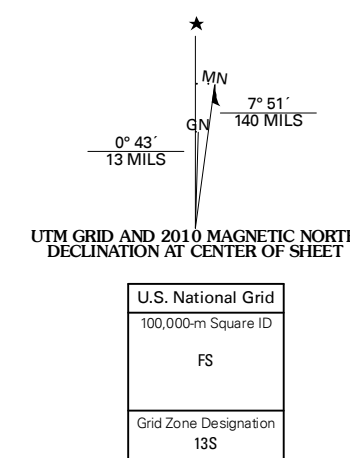 ★
MN
7° 51´
140 MILS
GN
0° 43´
13 MILS
UTM GRID AND 2010 MAGNETIC NORTH
DECLINATION AT CENTER OF SHEET
U.S. National Grid
100,000-m Square ID
FS
Grid Zone Designation
13S